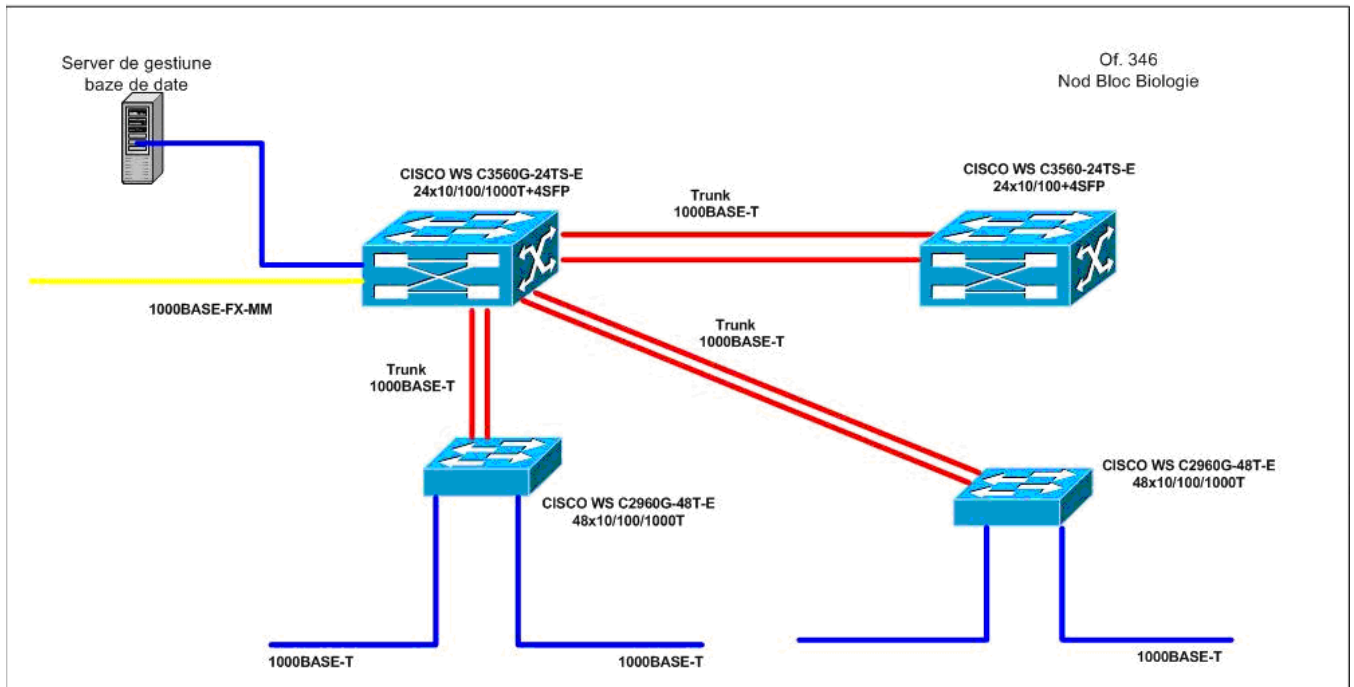 Server de gestiune
baze de date
Of. 346
Nod Bloc Biologie
CISCO WS C3560G-24TS-E
24x10/100/1000T+4SFP
CISCO WS C3560-24TS-E
24x10/100+4SFP
Trunk
1000BASE-T
1000BASE-FX-MM
Trunk
1000BASE-T
Trunk
1000BASE-T
CISCO WS C2960G-48T-E
48x10/100/1000T
CISCO WS C2960G-48T-E
48x10/100/1000T
1000BASE-T
1000BASE-T
1000BASE-T